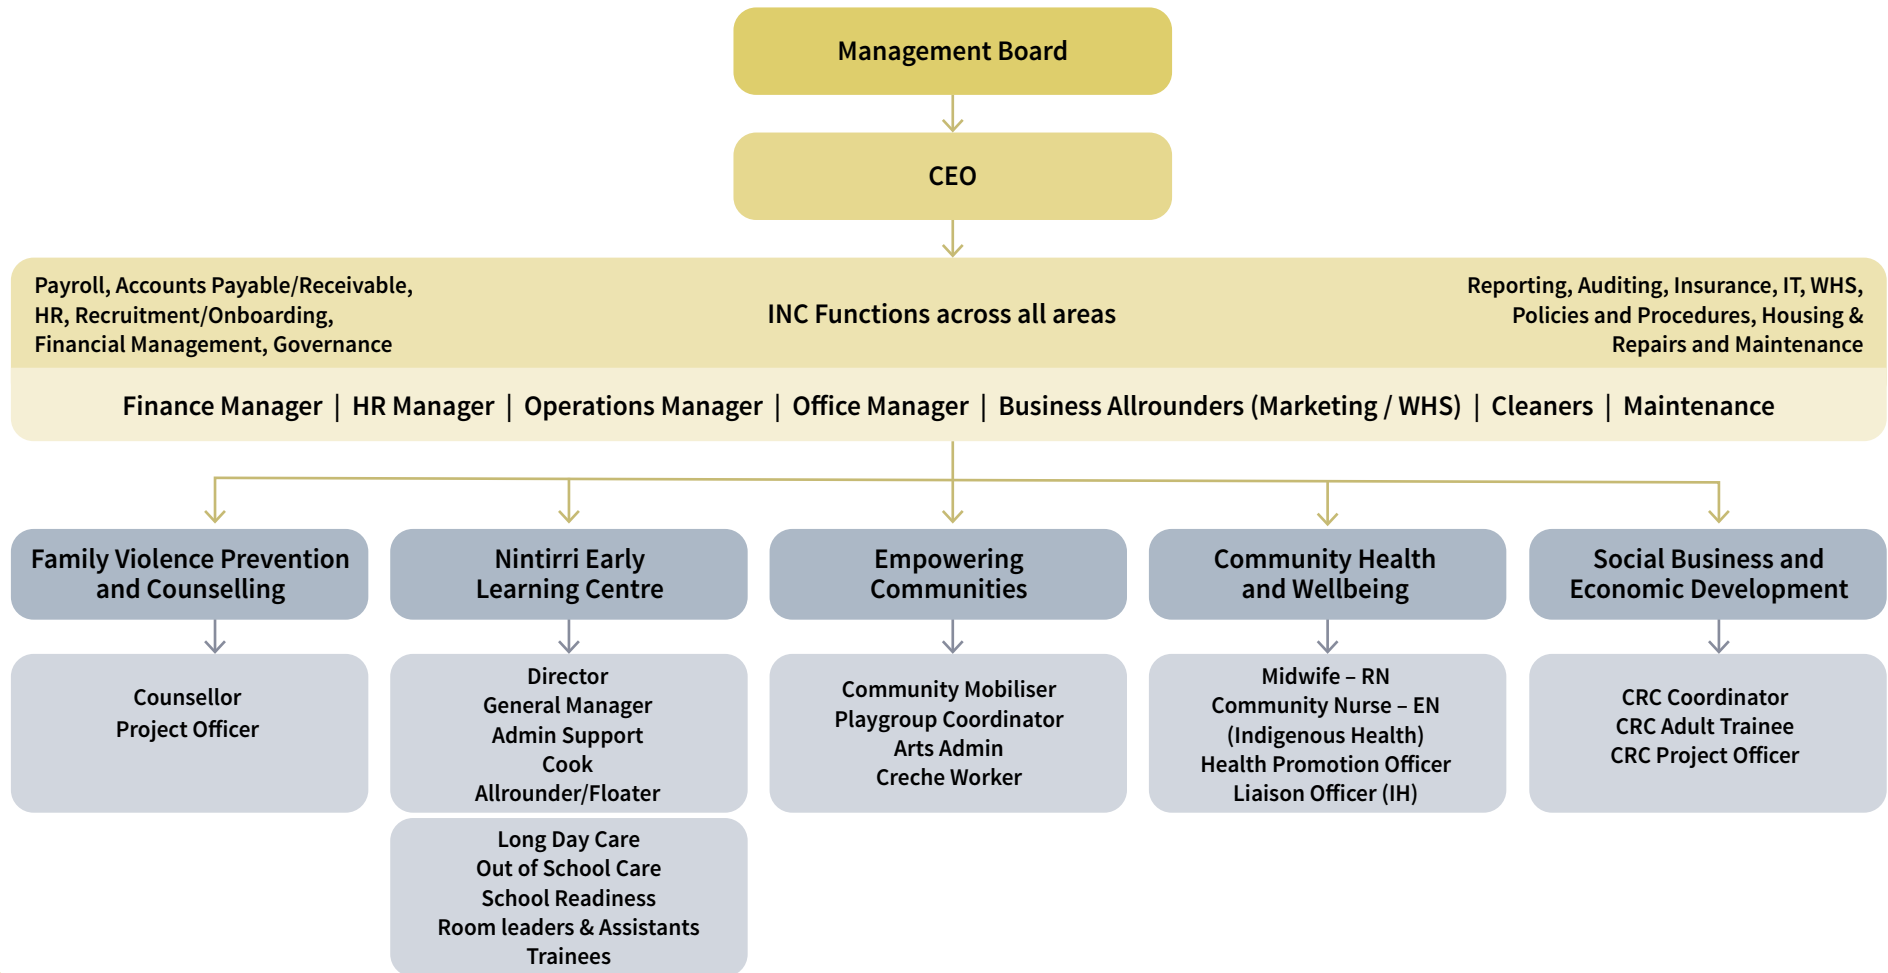 Management Board
CEO
Payroll, Accounts Payable/Receivable,
HR, Recruitment/Onboarding,
Financial Management, Governance
INC Functions across all areas
Reporting, Auditing, Insurance, IT, WHS,
Policies and Procedures, Housing &
Repairs and Maintenance
Finance Manager | HR Manager | Operations Manager | Office Manager | Business Allrounders (Marketing / WHS) | Cleaners | Maintenance
Family Violence Prevention
and Counselling
Counsellor
Project Officer
Nintirri Early
Learning Centre
Director
General Manager
Admin Support
Cook
Allrounder/Floater
Long Day Care
Out of School Care
School Readiness
Room leaders & Assistants
Trainees
Empowering
Communities
Community Mobiliser
Playgroup Coordinator
Arts Admin
Creche Worker
Community Health
and Wellbeing
Midwife – RN
Community Nurse – EN
(Indigenous Health)
Health Promotion Officer
Liaison Officer (IH)
Social Business and
Economic Development
CRC Coordinator
CRC Adult Trainee
CRC Project Officer